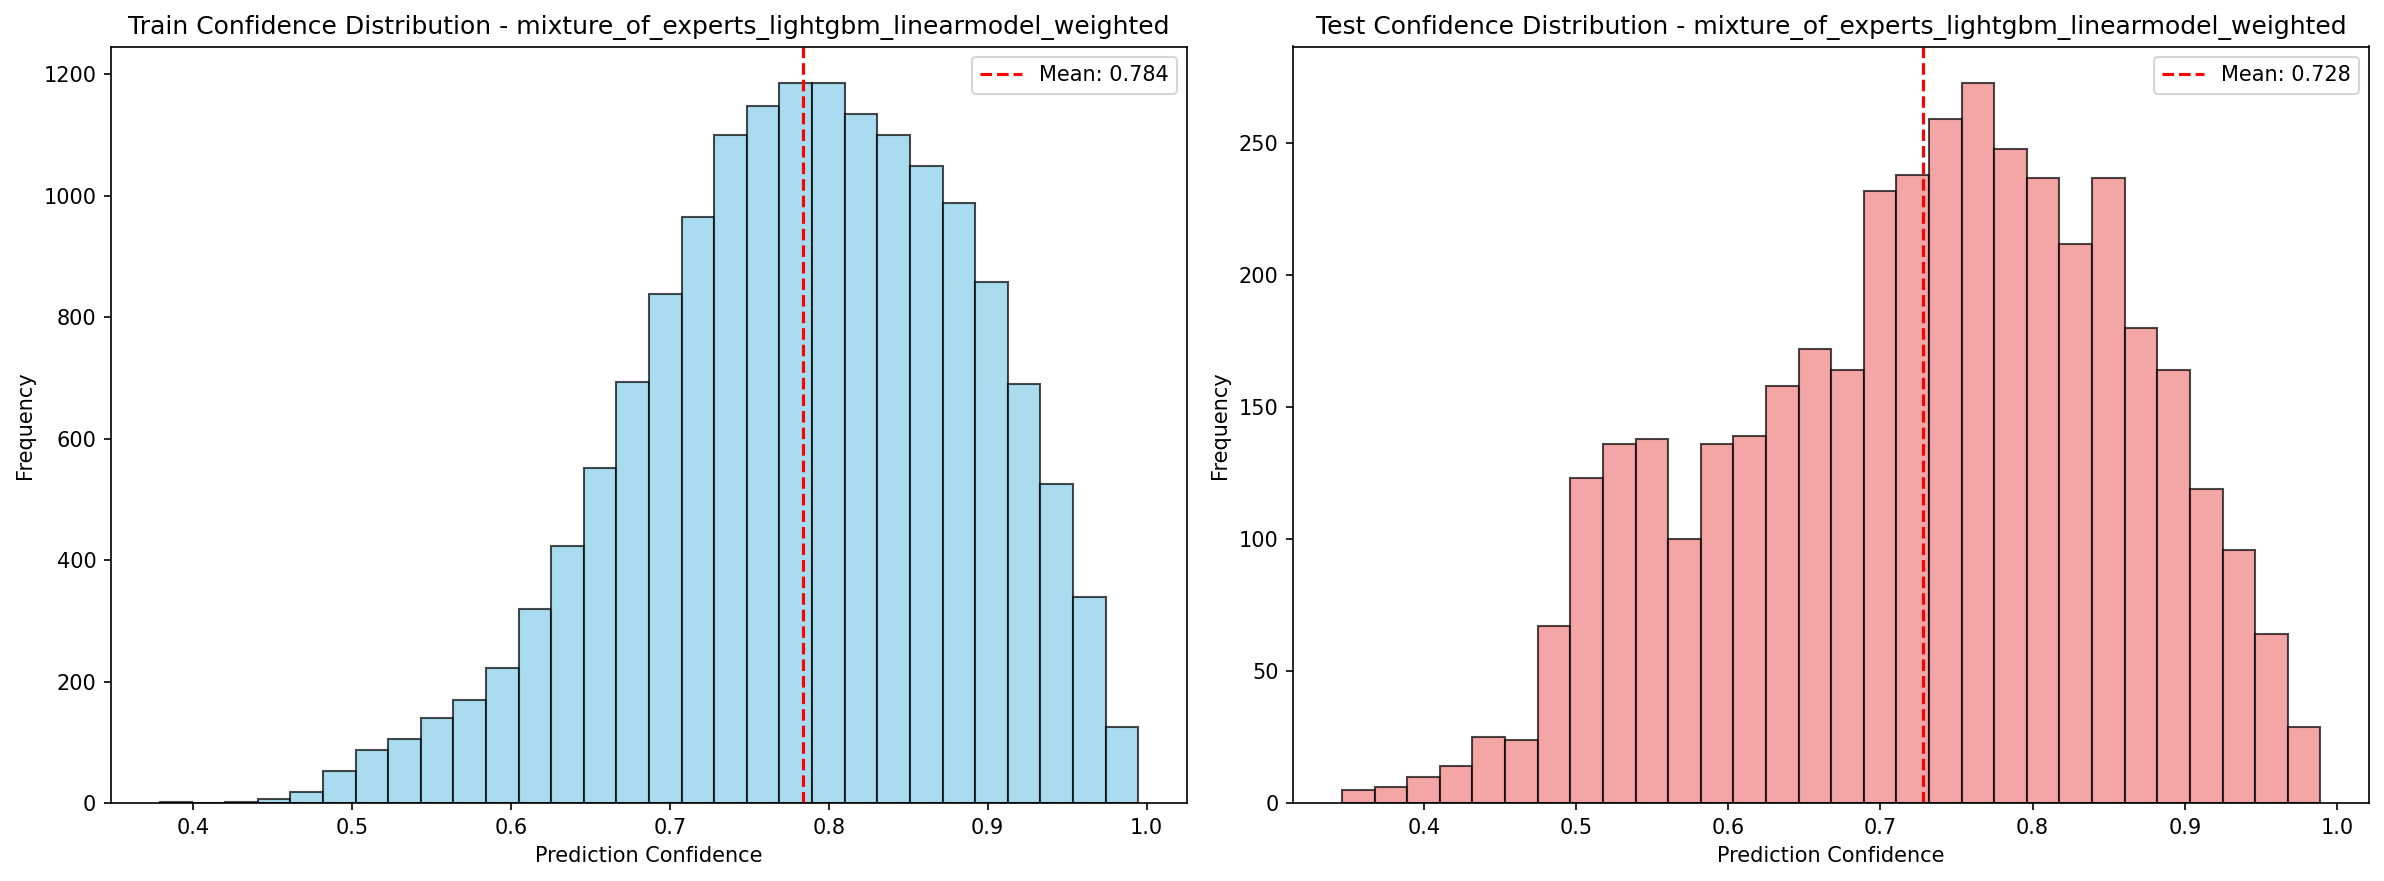 Train Confidence Distribution - mixture_of_experts_lightgbm_linearmodel_weighted
Mean: 0.784
1200
1000
800
600
400
200
0
Frequency
0.4 0.5 0.6 0.7 0.8 0.9 1.0
Prediction Confidence
Test Confidence Distribution - mixture_of_experts_lightgbm_linearmodel_weighted
Mean: 0.728
250
200
150
100
50
0
Frequency
0.4 0.5 0.6 0.7 0.8 0.9 1.0
Prediction Confidence